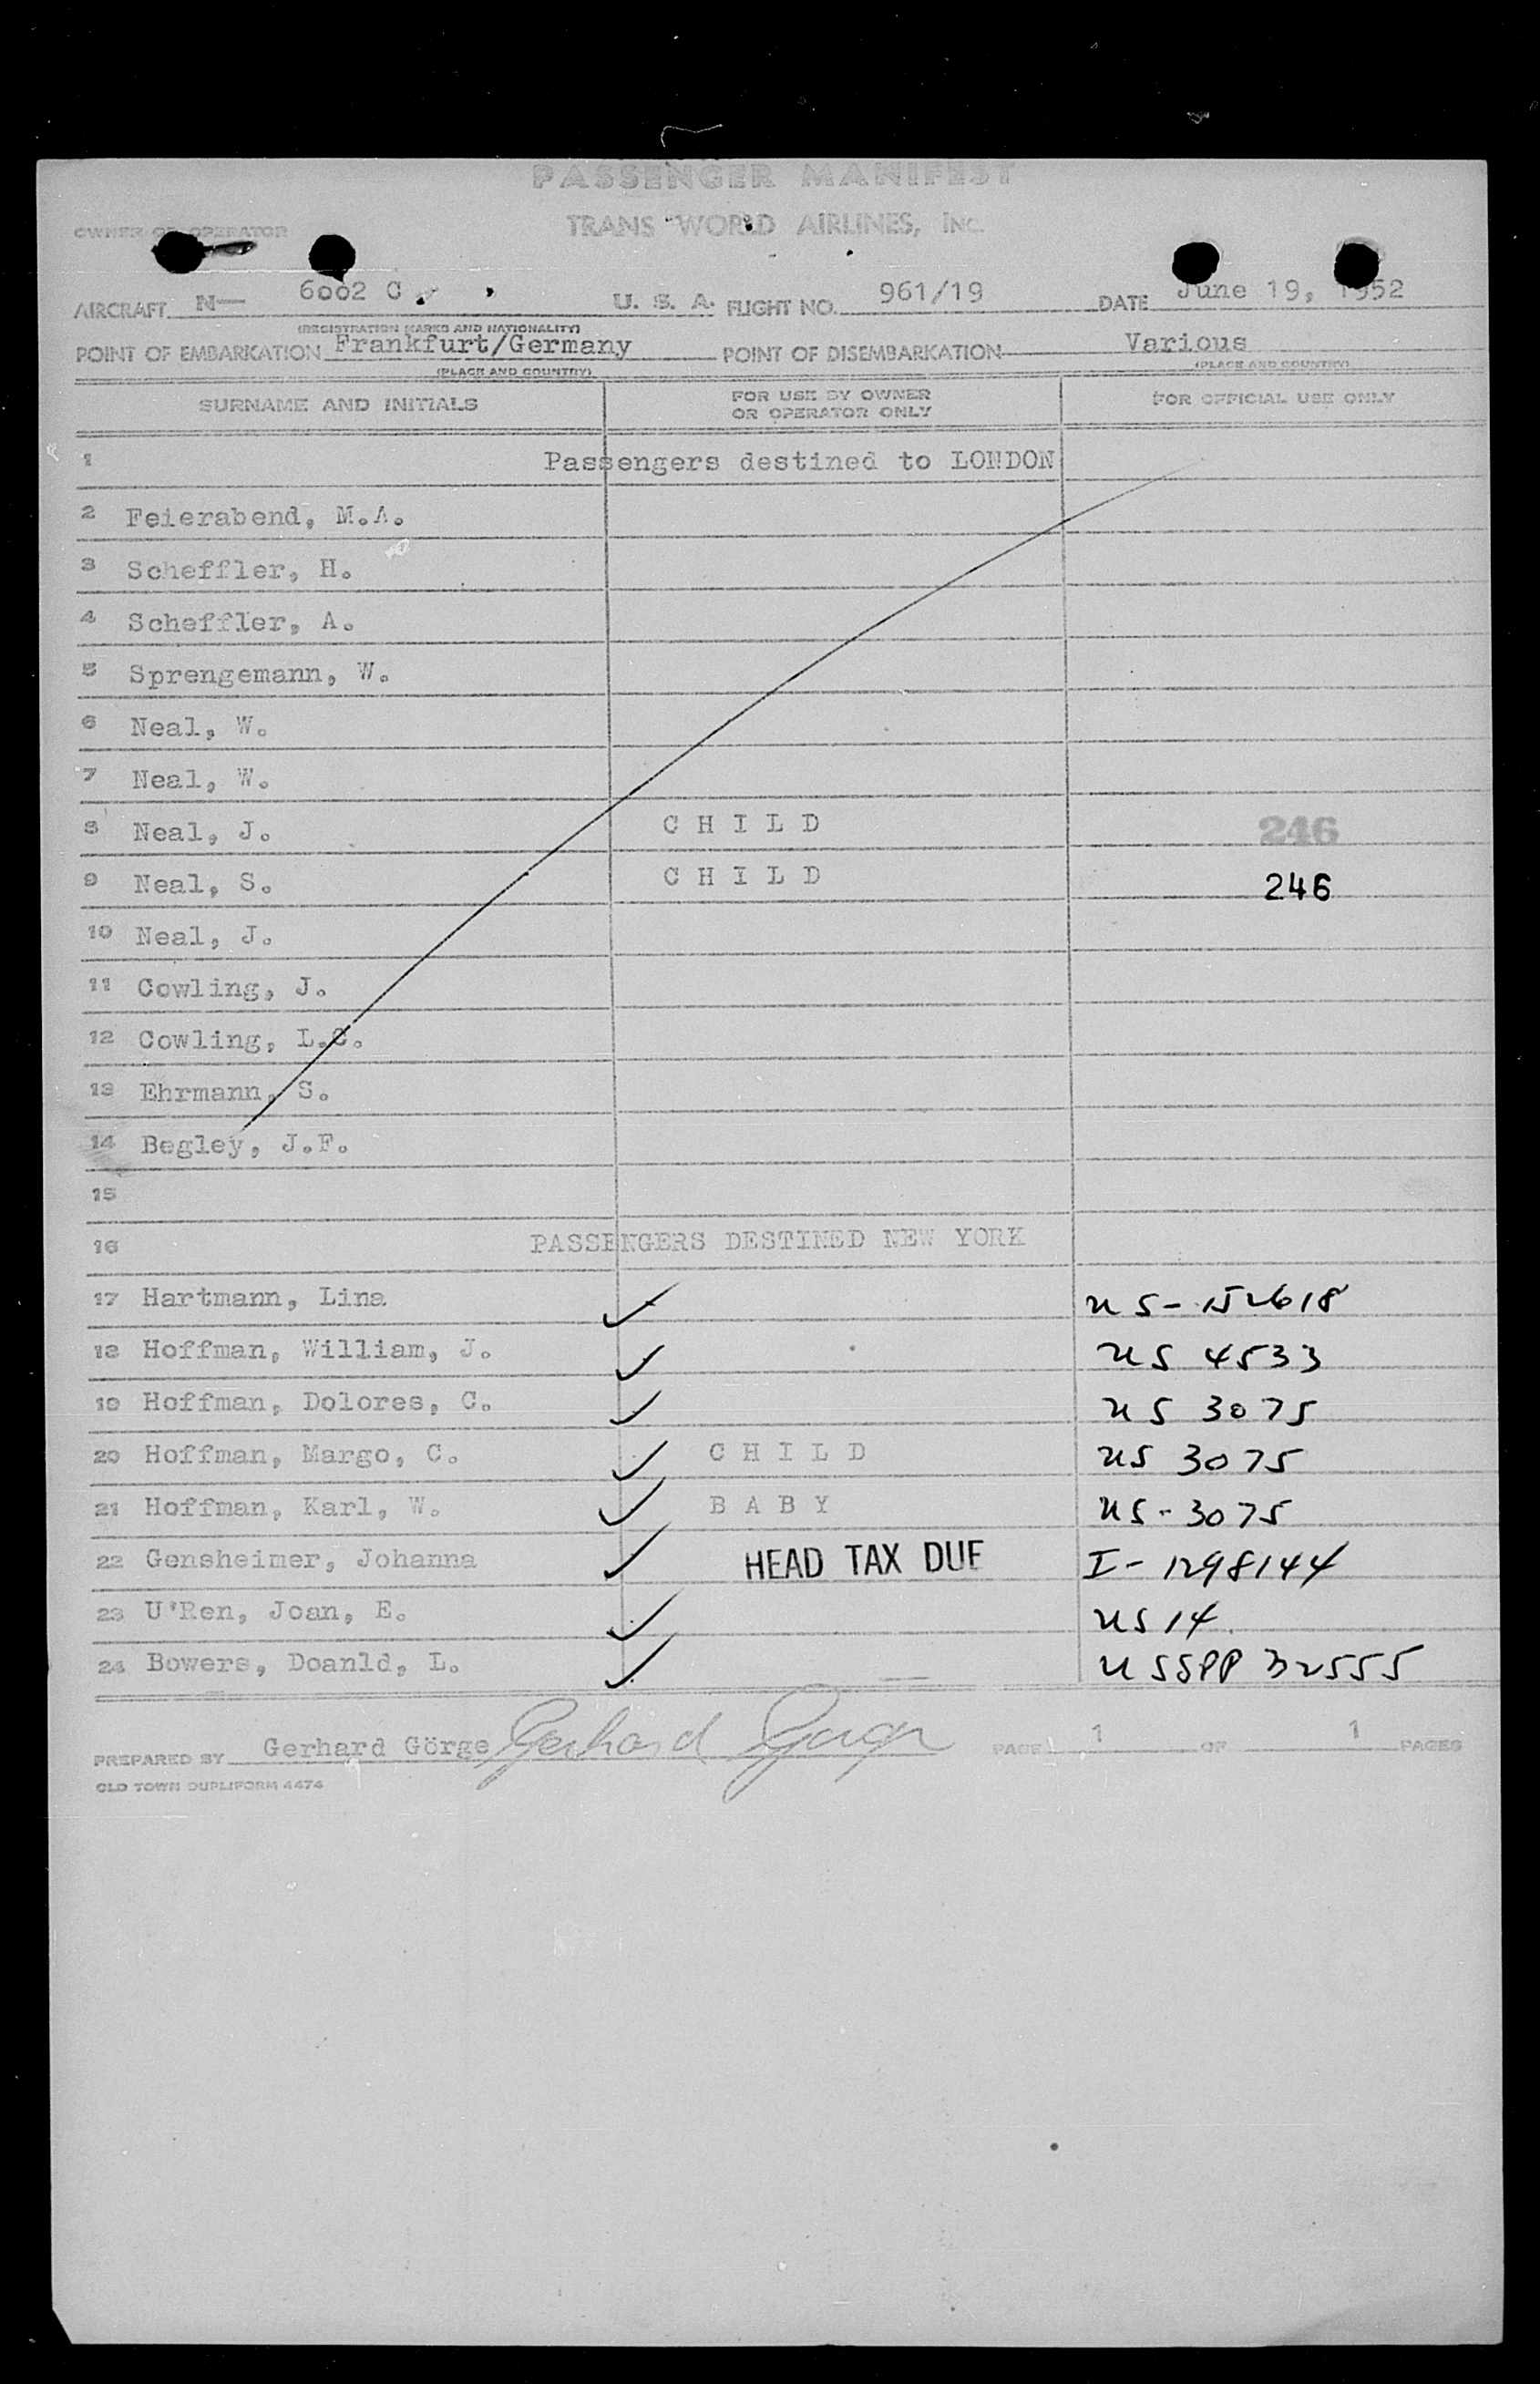 PASSENGER MANIFEST
OWNER OR OPERATOR TRANS WORLD AIRLINES, Inc.
AIRCRAFT N— 6002 C U. S. A. FLIGHT NO. 961/19 DATE June 19, 1952
(REGISTRATION MARKS AND NATIONALITY)
POINT OF EMBARKATION Frankfurt/Germany POINT OF DISEMBARKATION Various
(PLACE AND COUNTRY) (PLACE AND COUNTRY)
SURNAME AND INITIALS FOR USE BY OWNER OR OPERATOR ONLY FOR OFFICIAL USE ONLY
1 Passengers destined to LONDON
2 Feierabend, M.A.
3 Scheffler, H.
4 Scheffler, A.
5 Sprengemann, W.
6 Neal, W.
7 Neal, W.
8 Neal, J. C H I L D 246
9 Neal, S. C H I L D 246
10 Neal, J.
11 Cowling, J.
12 Cowling, L.C.
13 Ehrmann, S.
14 Begley, J.F.
15
16 PASSENGERS DESTINED NEW YORK
17 Hartmann, Lina ✓ US-152618
18 Hoffman, William, J. ✓ US 4533
19 Hoffman, Dolores, C. ✓ US 3075
20 Hoffman, Margo, C. ✓ C H I L D US 3075
21 Hoffman, Karl, W. ✓ B A B Y US-3075
22 Gensheimer, Johanna ✓ HEAD TAX DUE I-1298144
23 U'Ren, Joan, E. ✓ US 14
24 Bowers, Doanld, L. ✓ USSPP 32555
PREPARED BY Gerhard Görge Gerhard Görge PAGE 1 OF 1 PAGES
OLD TOWN DUPLIFORM 4474